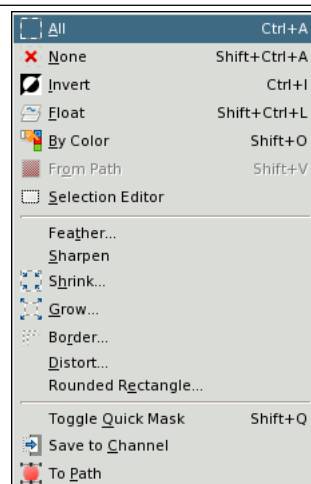 All Ctrl+A
None Shift+Ctrl+A
Invert Ctrl+I
Float Shift+Ctrl+L
By Color Shift+O
From Path Shift+V
Selection Editor
Feather...
Sharpen
Shrink...
Grow...
Border...
Distort...
Rounded Rectangle...
Toggle Quick Mask Shift+Q
Save to Channel
To Path